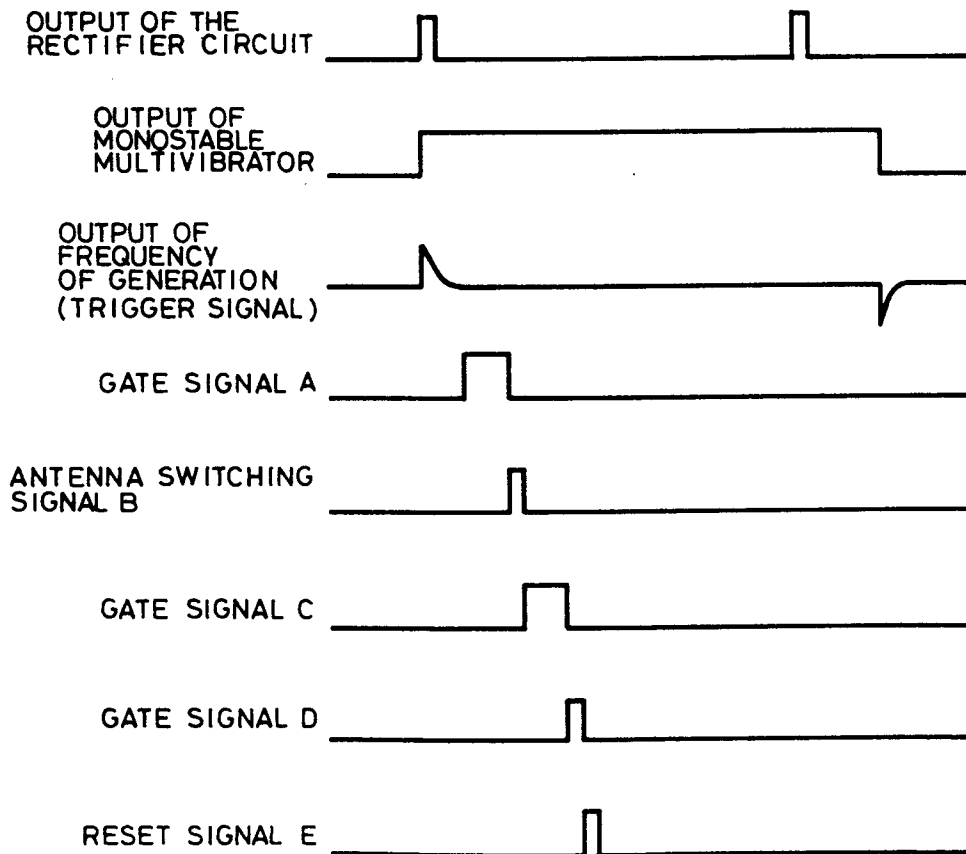 OUTPUT OF THE
RECTIFIER CIRCUIT
OUTPUT OF
MONOSTABLE
MULTIVIBRATOR
OUTPUT OF
FREQUENCY
OF GENERATION
(TRIGGER SIGNAL)
GATE SIGNAL A
ANTENNA SWITCHING
SIGNAL B
GATE SIGNAL C
GATE SIGNAL D
RESET SIGNAL E